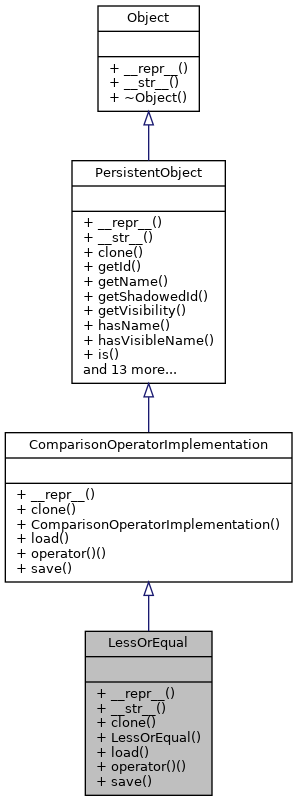 Object
+ __repr__()
+ __str__()
+ ~Object()
PersistentObject
+ __repr__()
+ __str__()
+ clone()
+ getId()
+ getName()
+ getShadowedId()
+ getVisibility()
+ hasName()
+ hasVisibleName()
+ is()
and 13 more...
ComparisonOperatorImplementation
+ __repr__()
+ clone()
+ ComparisonOperatorImplementation()
+ load()
+ operator()()
+ save()
LessOrEqual
+ __repr__()
+ __str__()
+ clone()
+ LessOrEqual()
+ load()
+ operator()()
+ save()